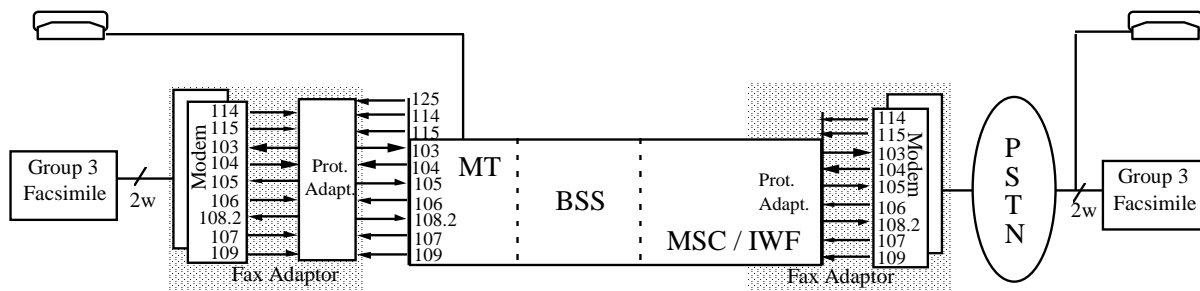 Group 3
Facsimile
2w
Modem
114
115
103
104
105
106
108.2
107
109
Prot.
Adapt.
Fax Adaptor
125
114
115
103
104
105
106
108.2
107
109
MT
BSS
MSC / IWF
Prot.
Adapt.
Fax Adaptor
114
115
103
104
105
106
108.2
107
109
Modem
P
S
T
N
2w
Group 3
Facsimile